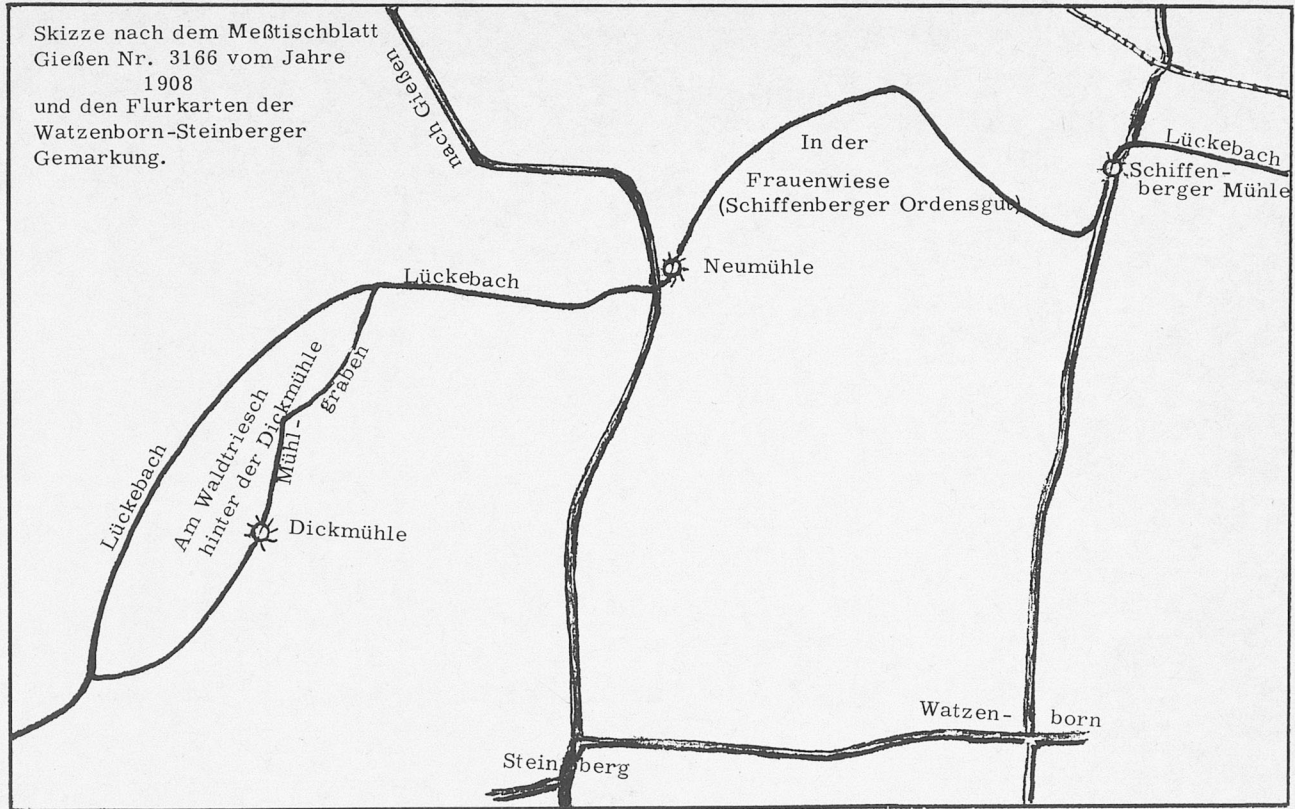 Skizze nach dem Meßtischblatt
Gießen Nr. 3166 vom Jahre
1908
und den Flurkarten der
Watzenborn-Steinberger
Gemarkung.
nach Gießen
In der
Frauenwiese
(Schiffenberger Ordensgut)
Lückebach
Schiffen-
berger Mühle
Neumühle
Lückebach
Lückebach
Am Waldtriesch
hinter der Dickmühle
Mühl-
graben
Dickmühle
Watzen- born
Steinberg